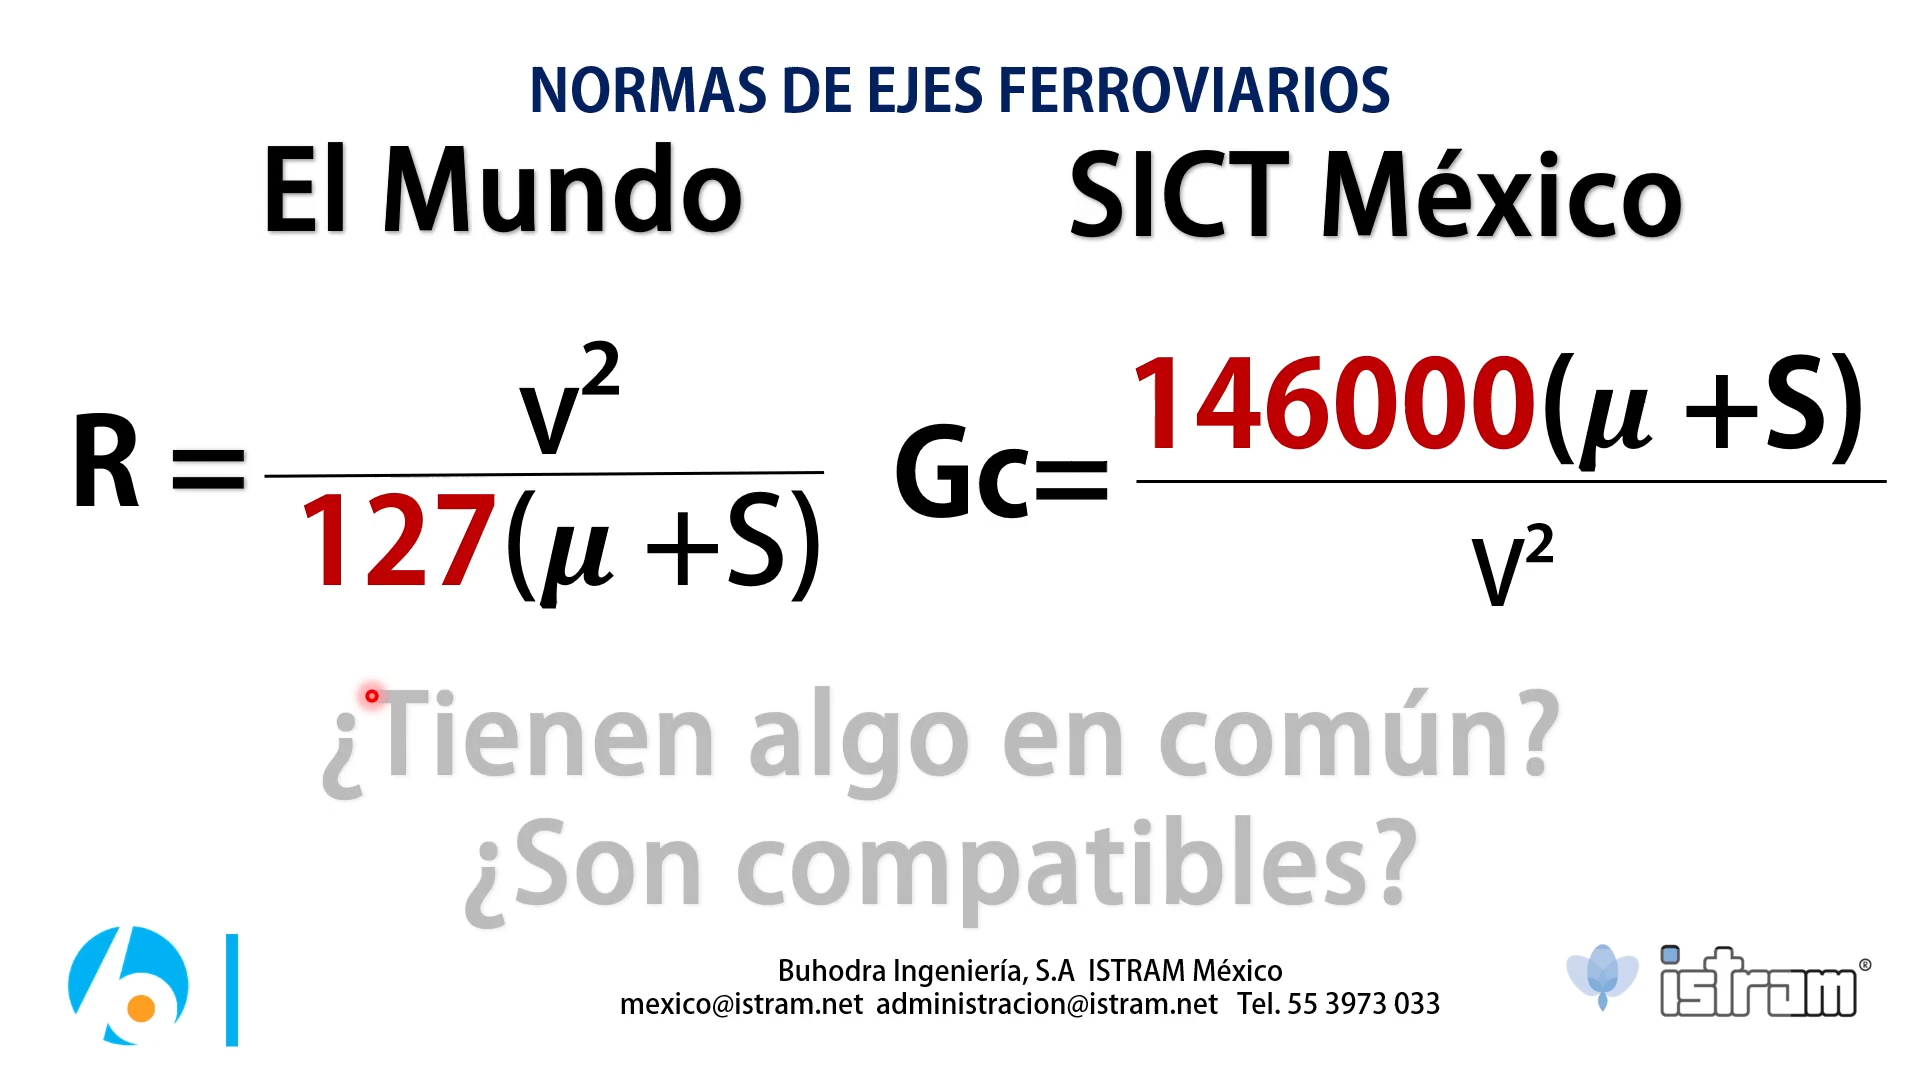 NORMAS DE EJES FERROVIARIOS
El Mundo
SICT México
R = v² / 127(μ +S)
Gc= 146000(μ +S) / V²
¿Tienen algo en común?
¿Son compatibles?
Buhodra Ingeniería, S.A ISTRAM México
mexico@istram.net administracion@istram.net Tel. 55 3973 033
istram®